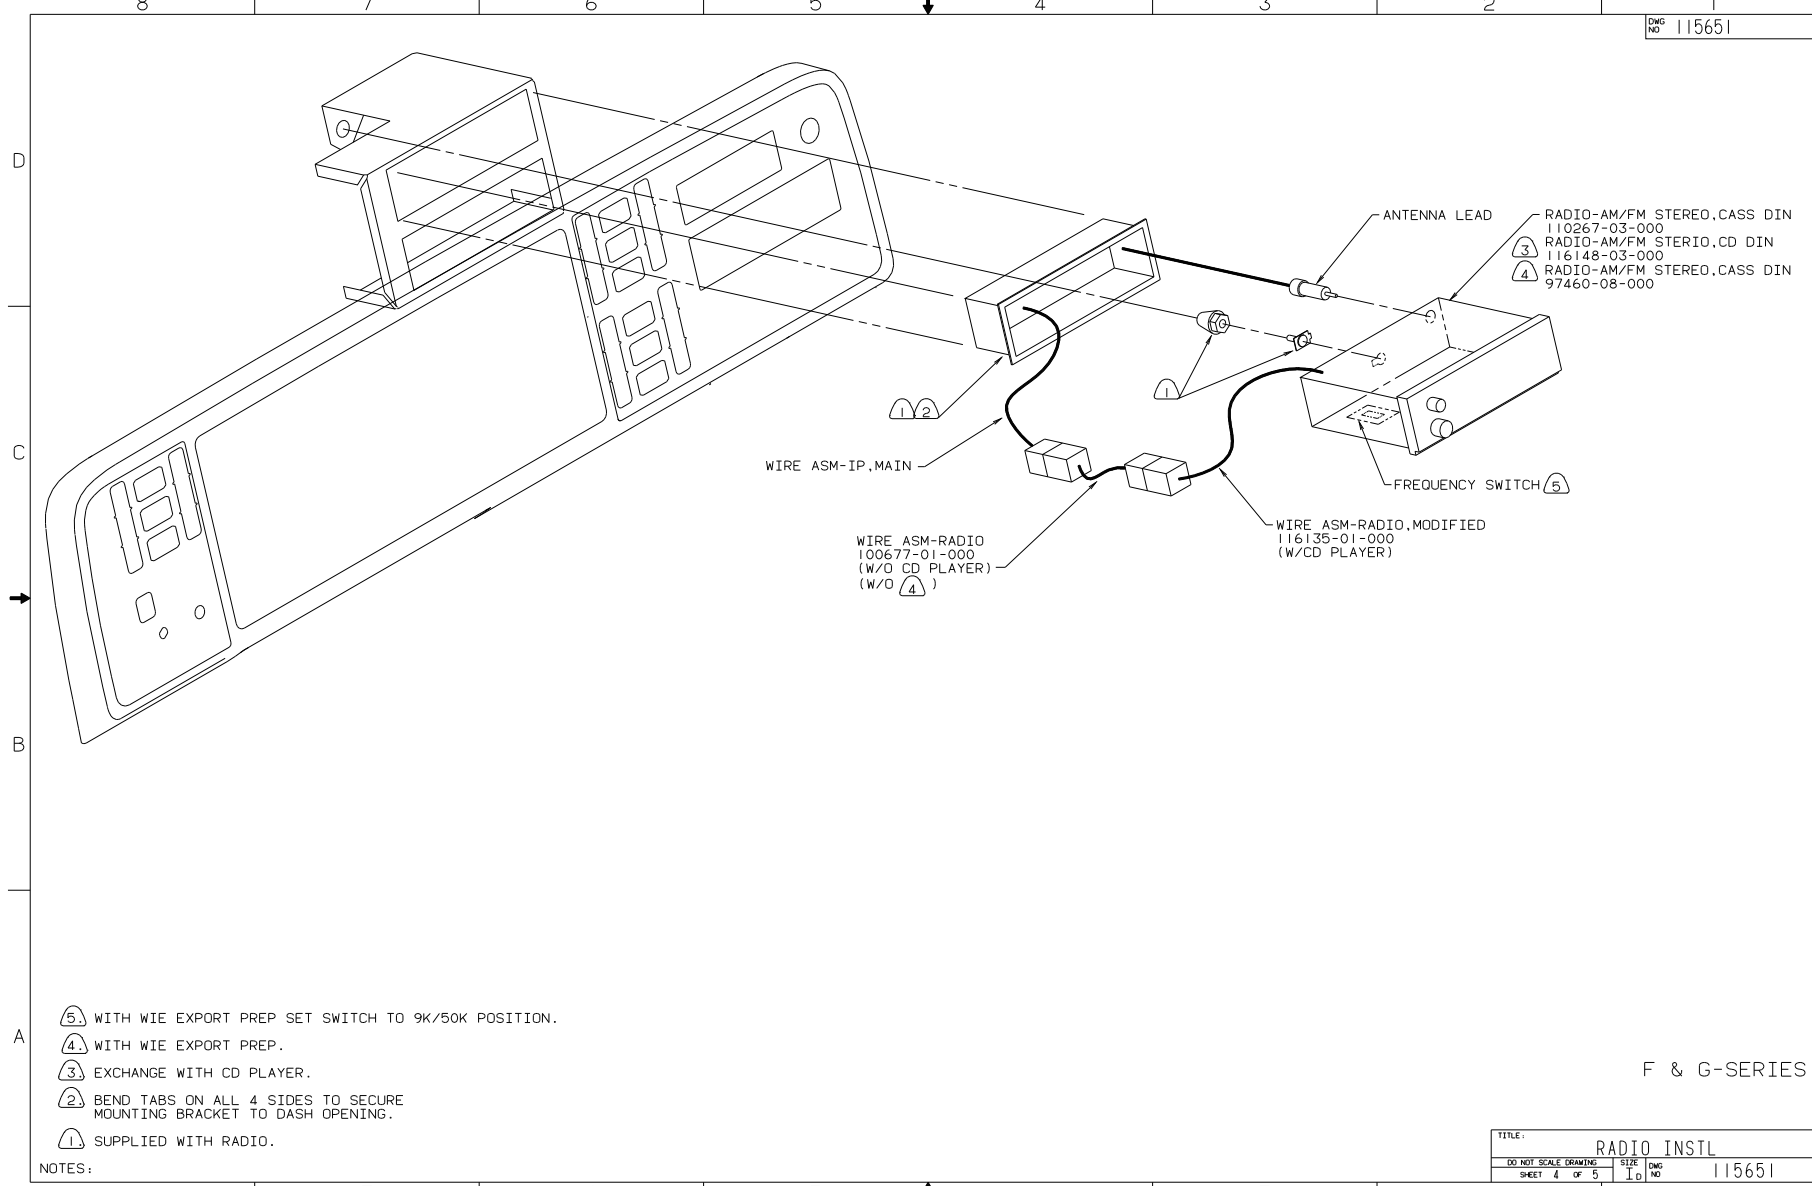 8 7 6 5 4 3 2 1
DWG NO 115651
D
C
B
A
ANTENNA LEAD
RADIO-AM/FM STEREO,CASS DIN
110267-03-000
3 RADIO-AM/FM STERIO,CD DIN
116148-03-000
4 RADIO-AM/FM STEREO,CASS DIN
97460-08-000
1 2
1
WIRE ASM-IP,MAIN
FREQUENCY SWITCH 5
WIRE ASM-RADIO
100677-01-000
(W/O CD PLAYER)
(W/O 4 )
WIRE ASM-RADIO,MODIFIED
116135-01-000
(W/CD PLAYER)
5. WITH WIE EXPORT PREP SET SWITCH TO 9K/50K POSITION.
4. WITH WIE EXPORT PREP.
3. EXCHANGE WITH CD PLAYER.
2. BEND TABS ON ALL 4 SIDES TO SECURE
MOUNTING BRACKET TO DASH OPENING.
1. SUPPLIED WITH RADIO.
NOTES:
F & G-SERIES
TITLE:
RADIO INSTL
DO NOT SCALE DRAWING
SHEET 4 OF 5
SIZE
ID
DWG NO 115651